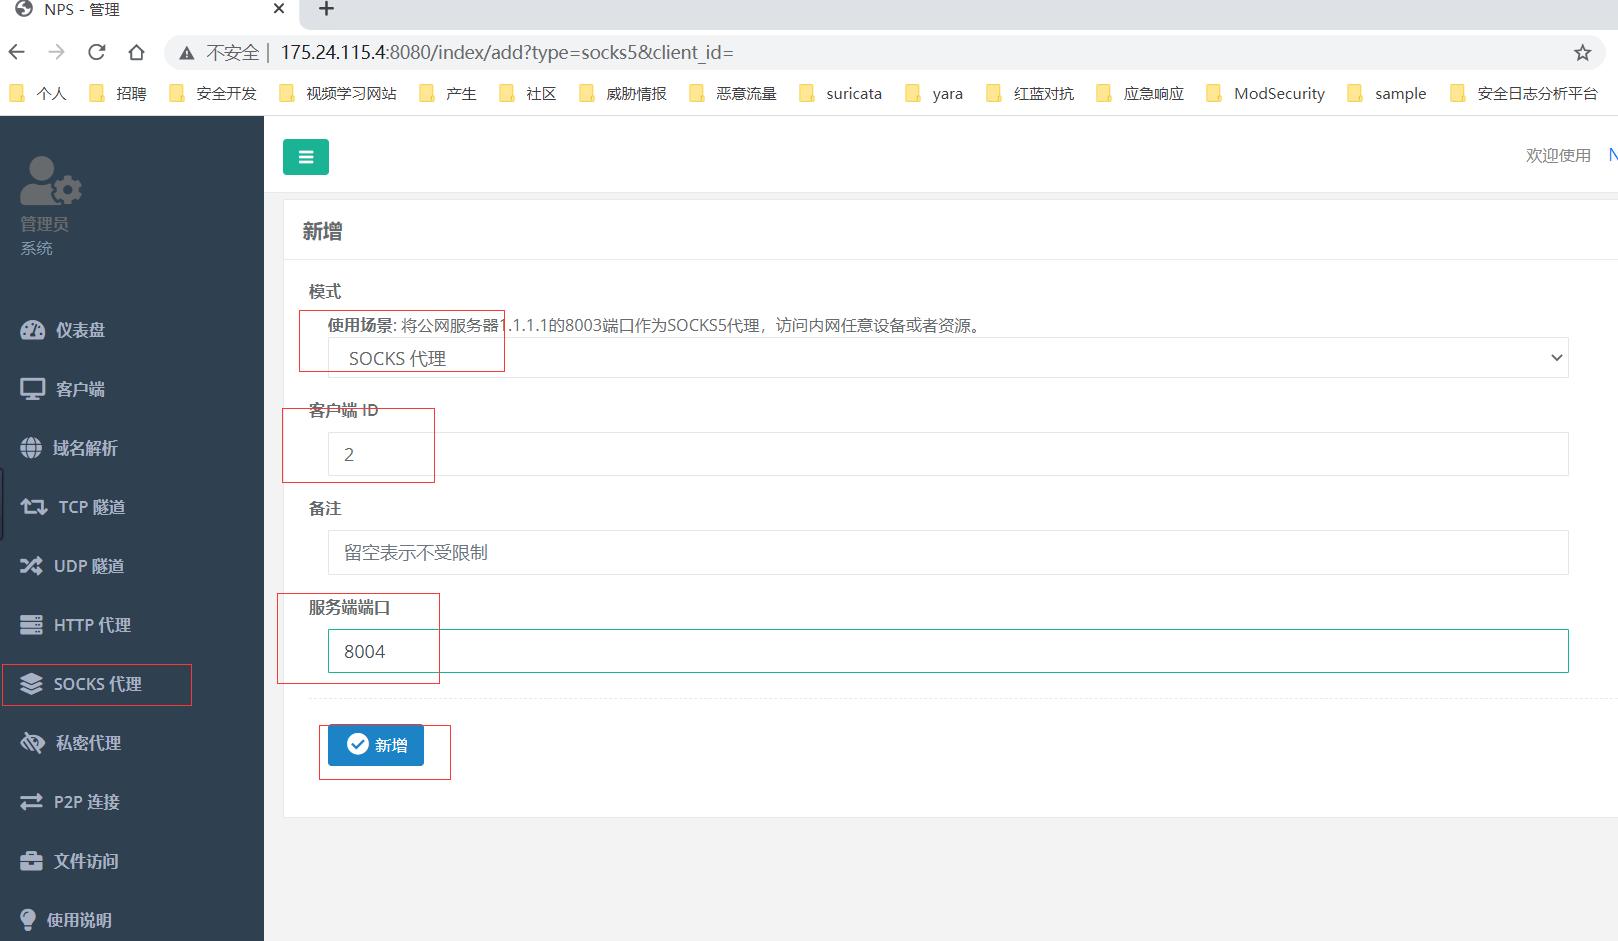 NPS - 管理
不安全 | 175.24.115.4:8080/index/add?type=socks5&client_id=
个人 招聘 安全开发 视频学习网站 产生 社区 威胁情报 恶意流量 suricata yara 红蓝对抗 应急响应 ModSecurity sample 安全日志分析平台
欢迎使用 N
管理员
系统
仪表盘
客户端
域名解析
TCP 隧道
UDP 隧道
HTTP 代理
SOCKS 代理
私密代理
P2P 连接
文件访问
使用说明
新增
模式
使用场景: 将公网服务器1.1.1.1的8003端口作为SOCKS5代理，访问内网任意设备或者资源。
SOCKS 代理
客户端 ID
2
备注
留空表示不受限制
服务端端口
8004
新增